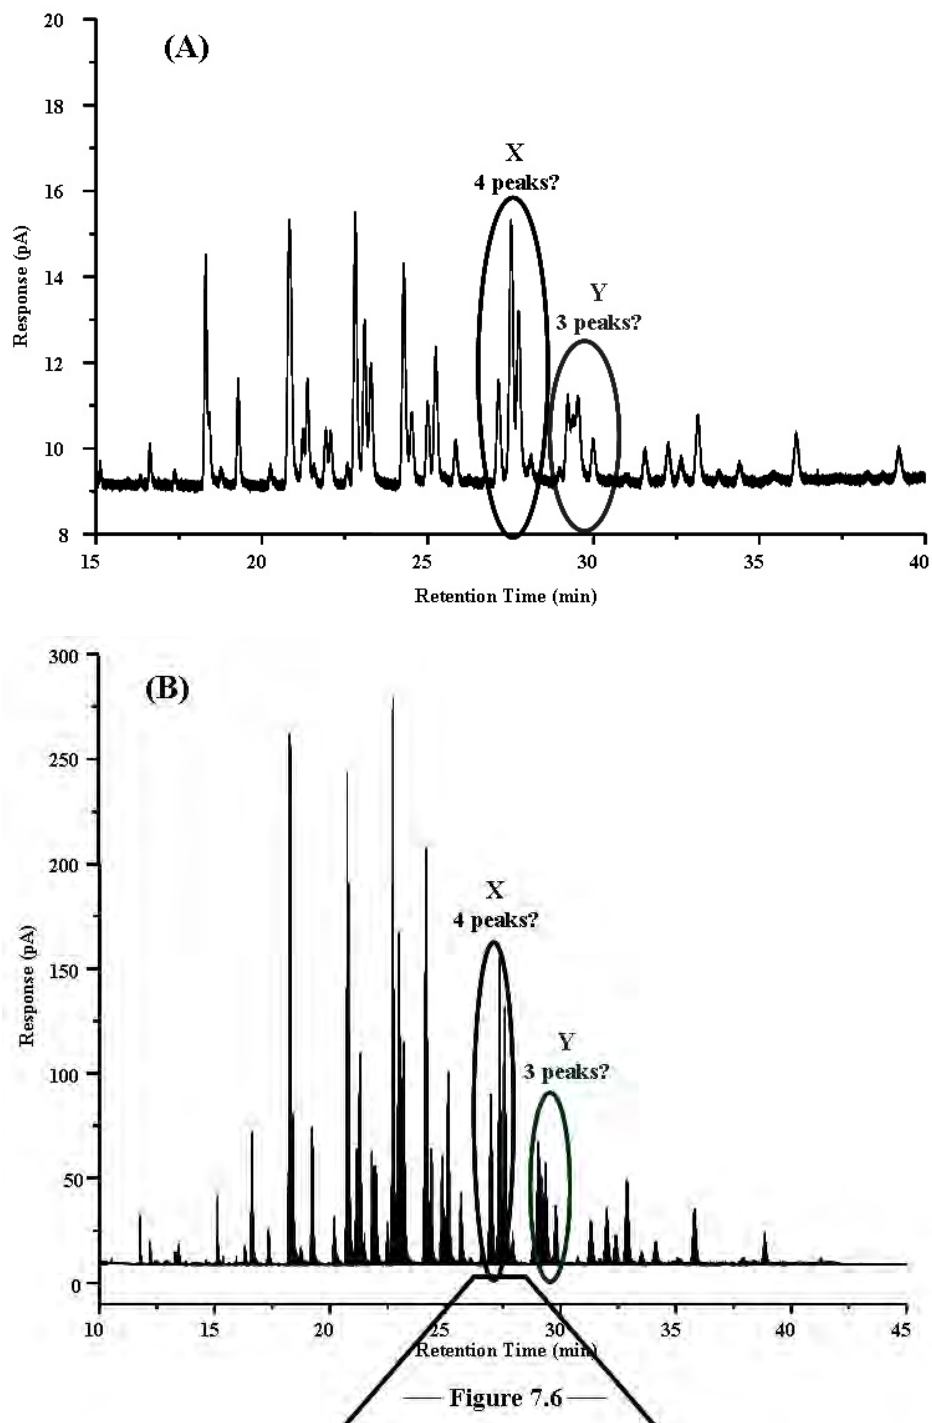 20
(A)
18
X
16
4 peaks?
Response (pA)
14
Y
3 peaks?
12
10
8
15 20 25 30 35 40
Retention Time (min)
300
(B)
250
200
X
4 peaks?
Response (pA)
150
Y
3 peaks?
100
50
0
10 15 20 25 30 35 40 45
Retention Time (min)
Figure 7.6